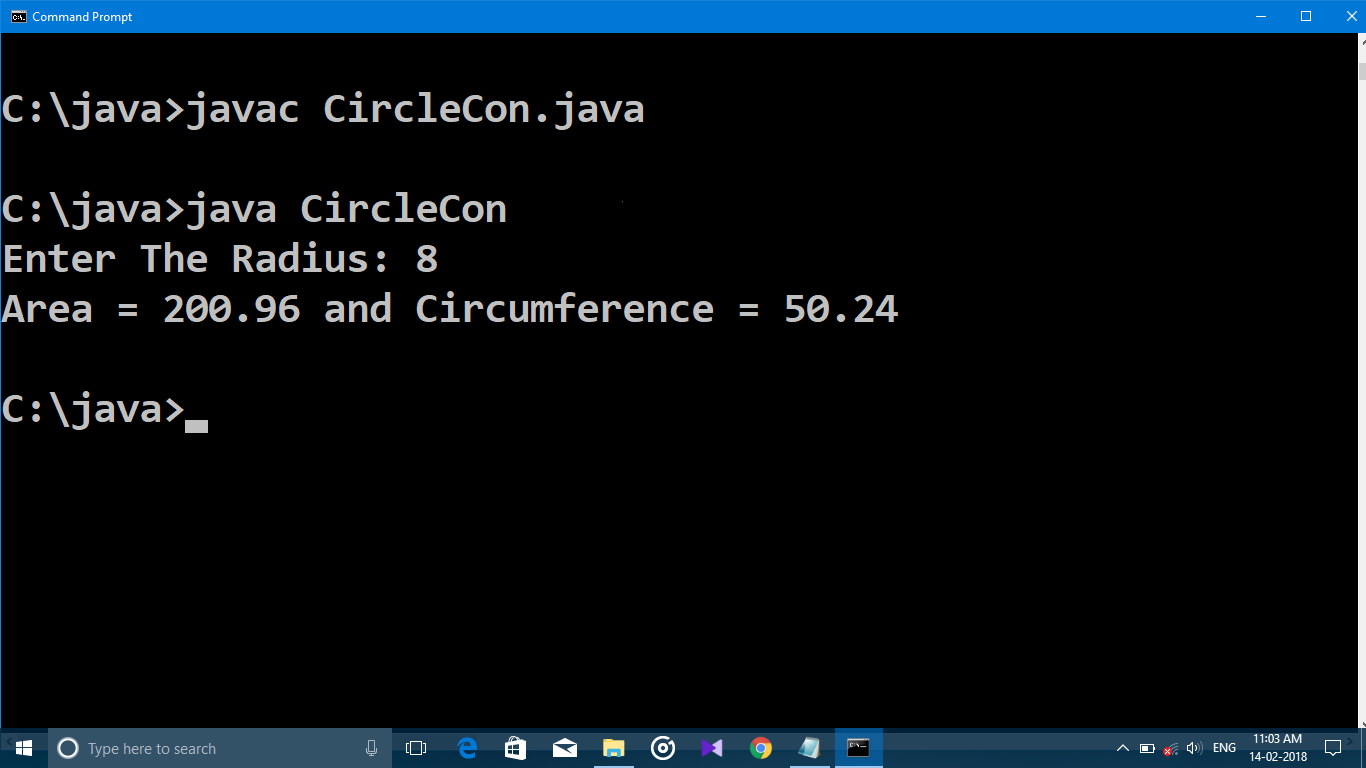 Command Prompt
C:\java>javac CircleCon.java
C:\java>java CircleCon
Enter The Radius: 8
Area = 200.96 and Circumference = 50.24
C:\java>
Type here to search
ENG
11:03 AM
14-02-2018